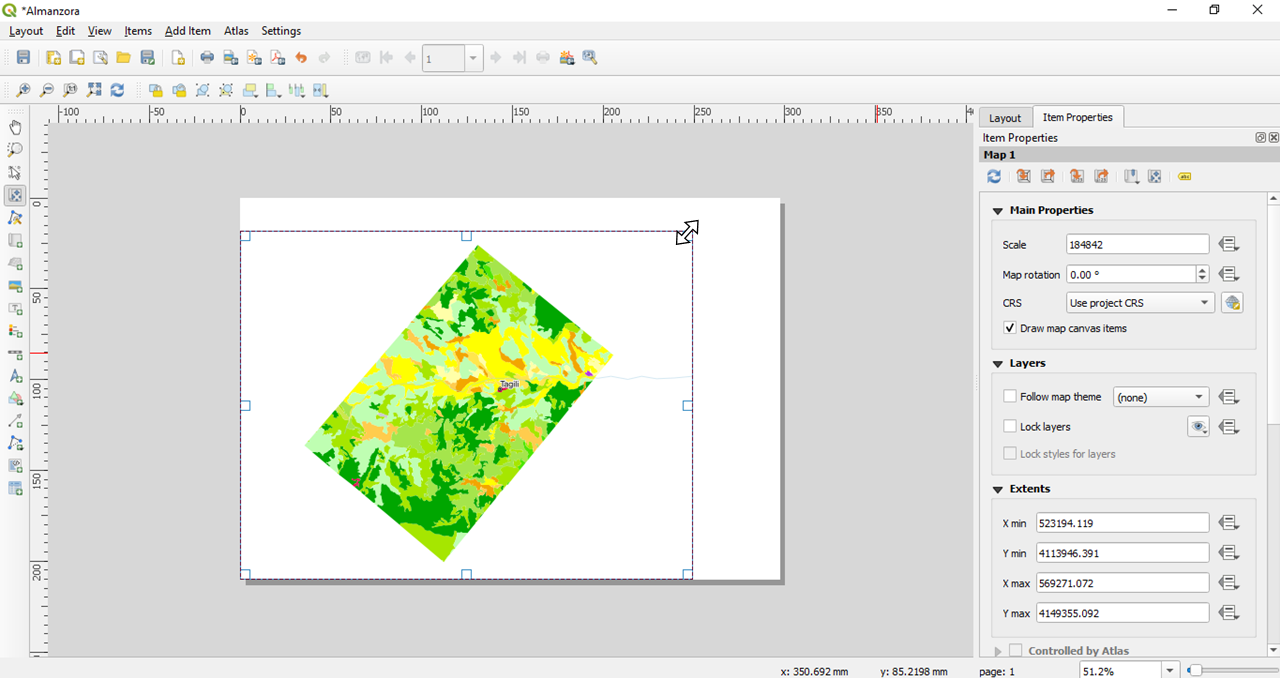 *Almanzora
Layout Edit View Items Add Item Atlas Settings
1
-100 -50 0 50 100 150 200 250 300 350
Layout Item Properties
Item Properties
Map 1
Main Properties
Scale 184842
Map rotation 0.00 °
CRS Use project CRS
Draw map canvas items
Layers
Follow map theme (none)
Lock layers
Lock styles for layers
Extents
X min 523194.119
Y min 4113946.391
X max 569271.072
Y max 4149355.092
Controlled by Atlas
0
50
100
150
200
Tagili
x: 350.692 mm y: 85.2198 mm page: 1 51.2%